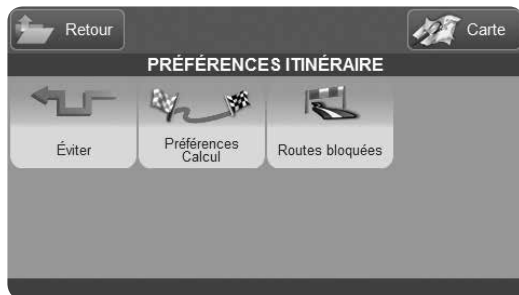 Retour
Carte
PRÉFÉRENCES ITINÉRAIRE
Éviter
Préférences
Calcul
Routes bloquées